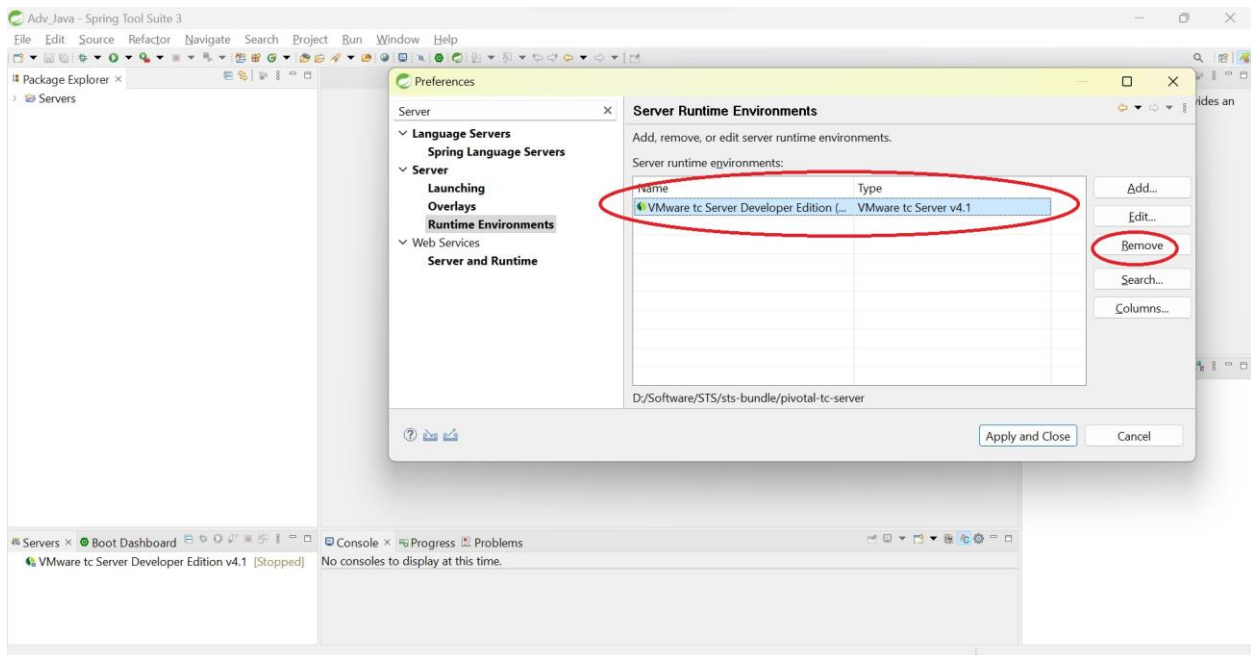 Adv_Java - Spring Tool Suite 3
File Edit Source Refactor Navigate Search Project Run Window Help
Package Explorer
Servers
Preferences
Server
Language Servers
Spring Language Servers
Server
Launching
Overlays
Runtime Environments
Web Services
Server and Runtime
Server Runtime Environments
Add, remove, or edit server runtime environments.
Server runtime environments:
Name Type
VMware tc Server Developer Edition (... VMware tc Server v4.1
Add...
Edit...
Remove
Search...
Columns...
D:/Software/STS/sts-bundle/pivotal-tc-server
Apply and Close Cancel
vides an
Servers Boot Dashboard
VMware tc Server Developer Edition v4.1 [Stopped]
Console Progress Problems
No consoles to display at this time.